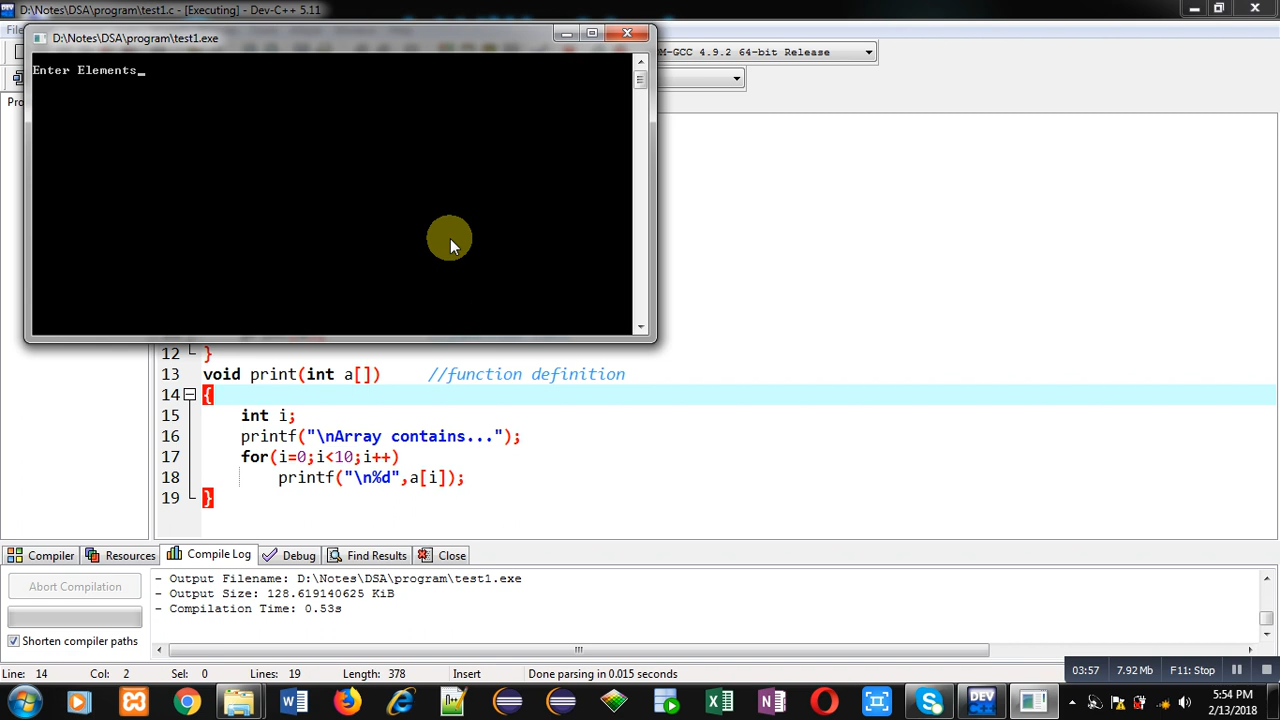 D:\Notes\DSA\program\test1.c - [Executing] - Dev-C++ 5.11
D:\Notes\DSA\program\test1.exe
M-GCC 4.9.2 64-bit Release
Enter Elements_
12 }
13 void print(int a[]) //function definition
14 {
15 int i;
16 printf("\nArray contains...");
17 for(i=0;i<10;i++)
18 printf("\n%d",a[i]);
19 }
Compiler Resources Compile Log Debug Find Results Close
Abort Compilation
Shorten compiler paths
- Output Filename: D:\Notes\DSA\program\test1.exe
- Output Size: 128.619140625 KiB
- Compilation Time: 0.53s
Line: 14 Col: 2 Sel: 0 Lines: 19 Length: 378 Insert Done parsing in 0.015 seconds
03:57 7.92 Mb F11: Stop
5:54 PM
2/13/2018